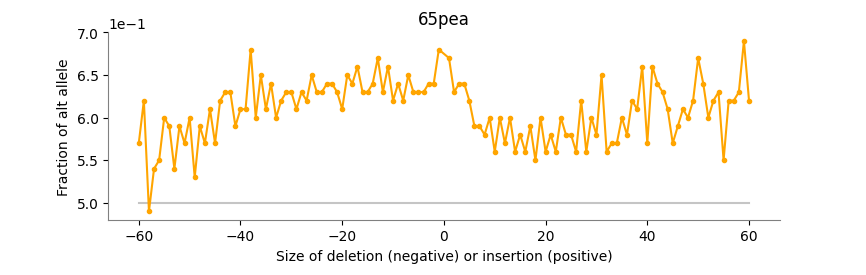 65pea
1e−1
7.0
6.5
6.0
5.5
5.0
Fraction of alt allele
−60 −40 −20 0 20 40 60
Size of deletion (negative) or insertion (positive)